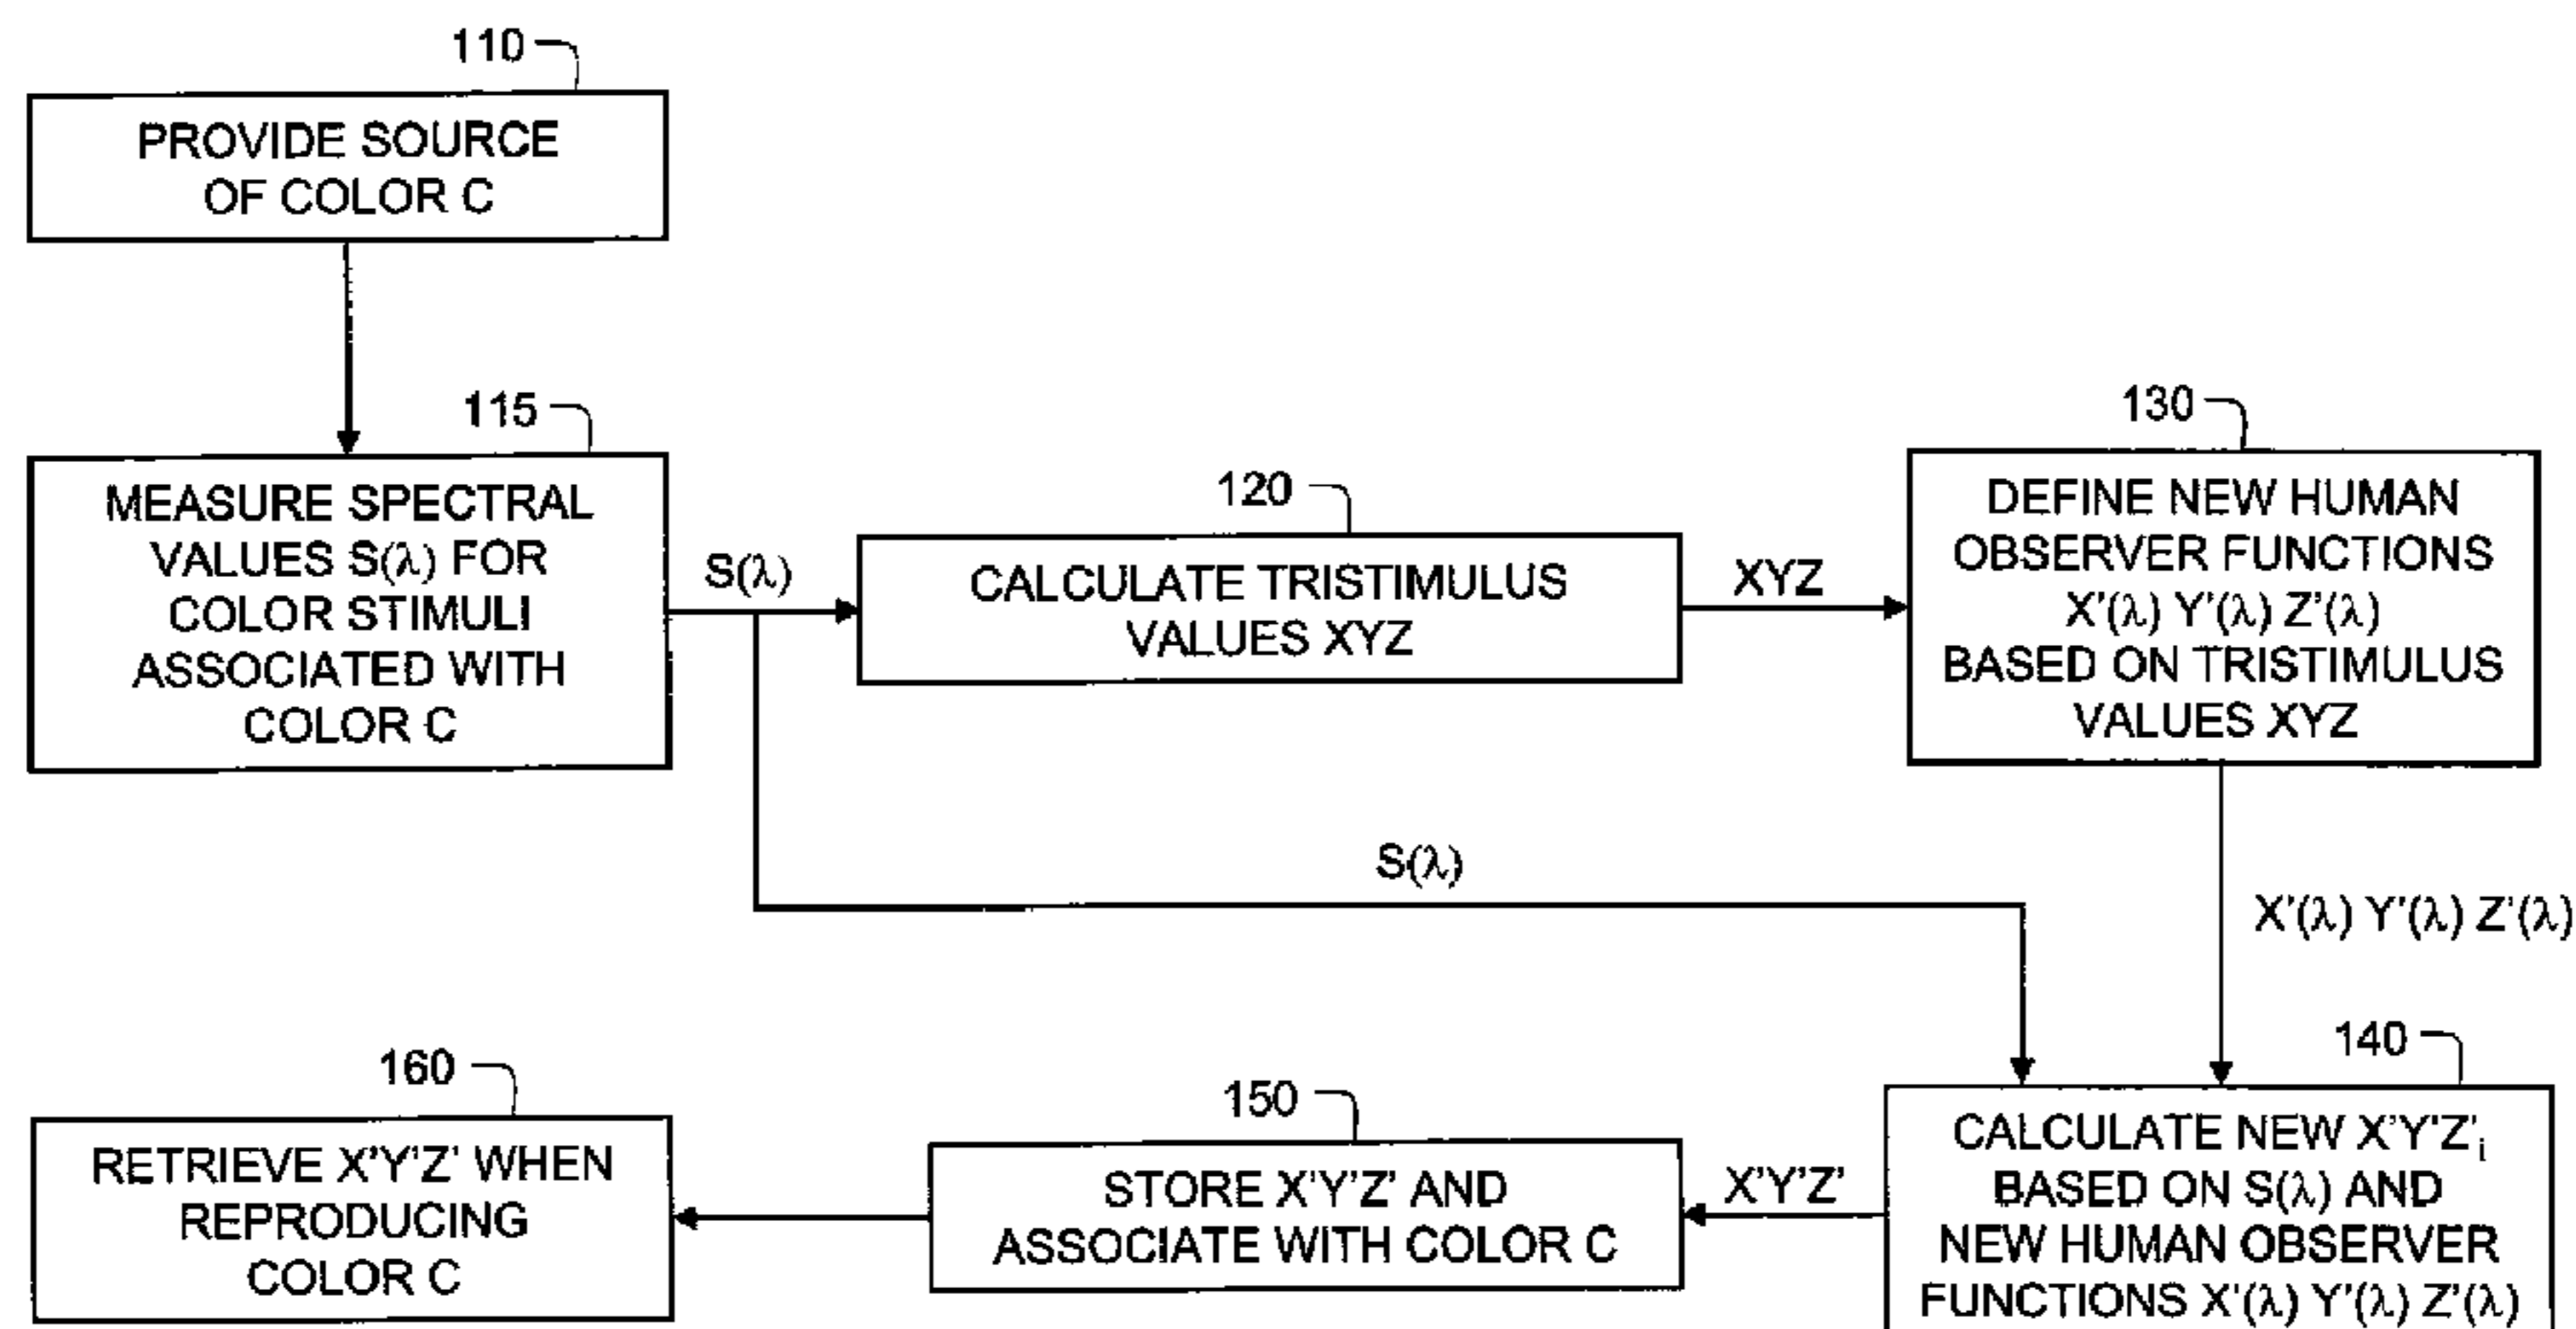 110
PROVIDE SOURCE
OF COLOR C
115
MEASURE SPECTRAL
VALUES S(λ) FOR
COLOR STIMULI
ASSOCIATED WITH
COLOR C
S(λ)
120
CALCULATE TRISTIMULUS
VALUES XYZ
XYZ
130
DEFINE NEW HUMAN
OBSERVER FUNCTIONS
X'(λ) Y'(λ) Z'(λ)
BASED ON TRISTIMULUS
VALUES XYZ
S(λ)
X'(λ) Y'(λ) Z'(λ)
140
CALCULATE NEW X'Y'Z'i
BASED ON S(λ) AND
NEW HUMAN OBSERVER
FUNCTIONS X'(λ) Y'(λ) Z'(λ)
X'Y'Z'
150
STORE X'Y'Z' AND
ASSOCIATE WITH COLOR C
160
RETRIEVE X'Y'Z' WHEN
REPRODUCING
COLOR C